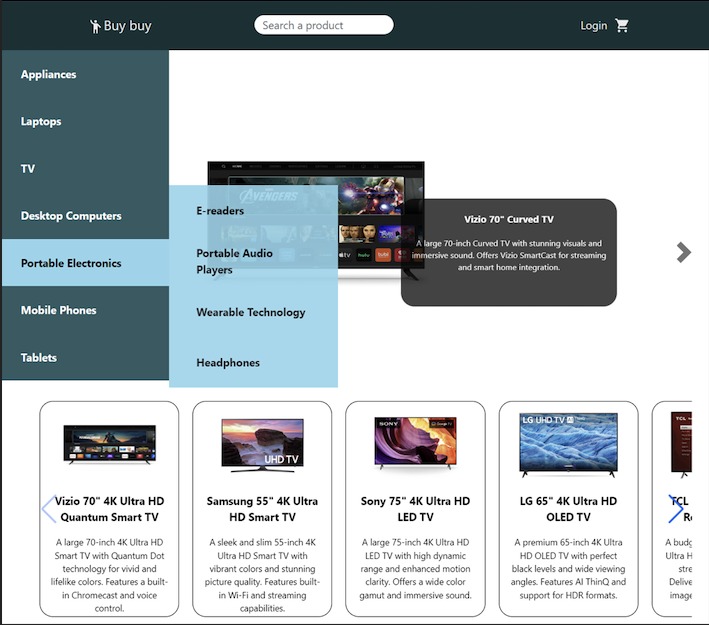 Buy buy
Search a product
Login
Appliances
Laptops
TV
Desktop Computers
Portable Electronics
Mobile Phones
Tablets
E-readers
Portable Audio
Players
Wearable Technology
Headphones
AVENGERS
Vizio 70" Curved TV
A large 70-inch Curved TV with stunning visuals and
immersive sound. Offers Vizio SmartCast for streaming
and smart home integration.
Vizio 70" 4K Ultra HD
Quantum Smart TV
A large 70-inch 4K Ultra HD
Smart TV with Quantum Dot
technology for vivid and
lifelike colors. Features a built-
in Chromecast and voice
control.
UHD TV
Samsung 55" 4K Ultra
HD Smart TV
A sleek and slim 55-inch 4K
Ultra HD Smart TV with
vibrant colors and stunning
picture quality. Features built-
in Wi-Fi and streaming
capabilities.
SONY
Google TV
Sony 75" 4K Ultra HD
LED TV
A large 75-inch 4K Ultra HD
LED TV with high dynamic
range and enhanced motion
clarity. Offers a wide color
gamut and immersive sound.
LG UHD TV AI
LG 65" 4K Ultra HD
OLED TV
A premium 65-inch 4K Ultra
HD OLED TV with perfect
black levels and wide viewing
angles. Features AI ThinQ and
support for HDR formats.
TCL
TCL
R
A budg
Ultra H
stre
Delive
image